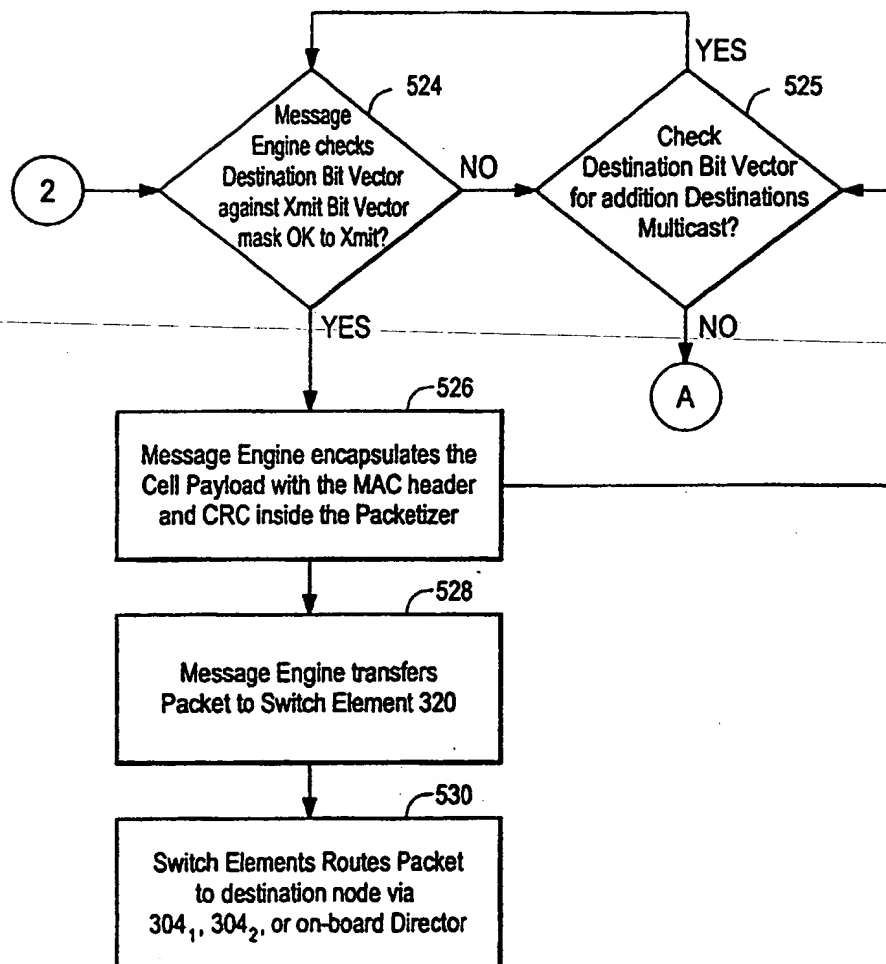 YES
524
525
Message
Engine checks
Destination Bit Vector
against Xmit Bit Vector
mask OK to Xmit?
2
NO
Check
Destination Bit Vector
for addition Destinations
Multicast?
YES
NO
A
526
Message Engine encapsulates the
Cell Payload with the MAC header
and CRC inside the Packetizer
528
Message Engine transfers
Packet to Switch Element 320
530
Switch Elements Routes Packet
to destination node via
304₁, 304₂, or on-board Director